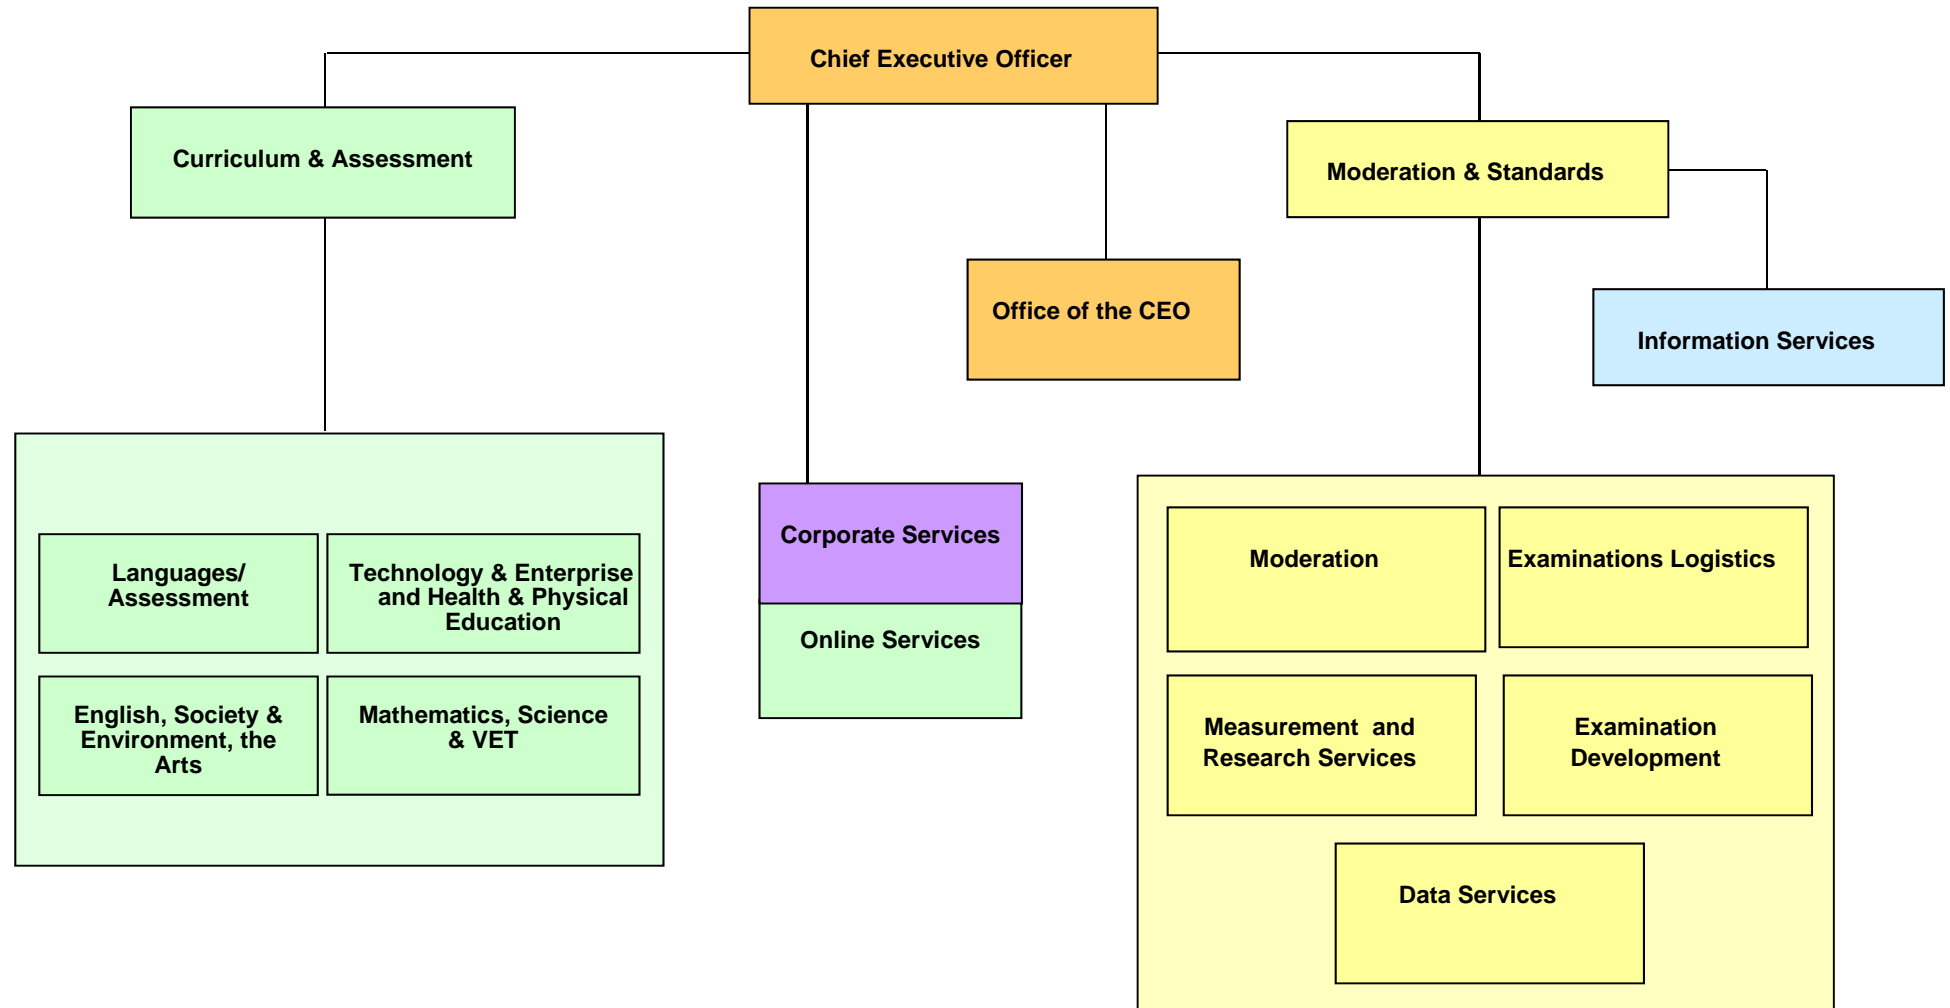 Chief Executive Officer
Curriculum & Assessment
Moderation & Standards
Office of the CEO
Information Services
Languages/
Assessment
Technology & Enterprise
and Health & Physical
Education
English, Society &
Environment, the
Arts
Mathematics, Science
& VET
Corporate Services
Online Services
Moderation
Examinations Logistics
Measurement and
Research Services
Examination
Development
Data Services